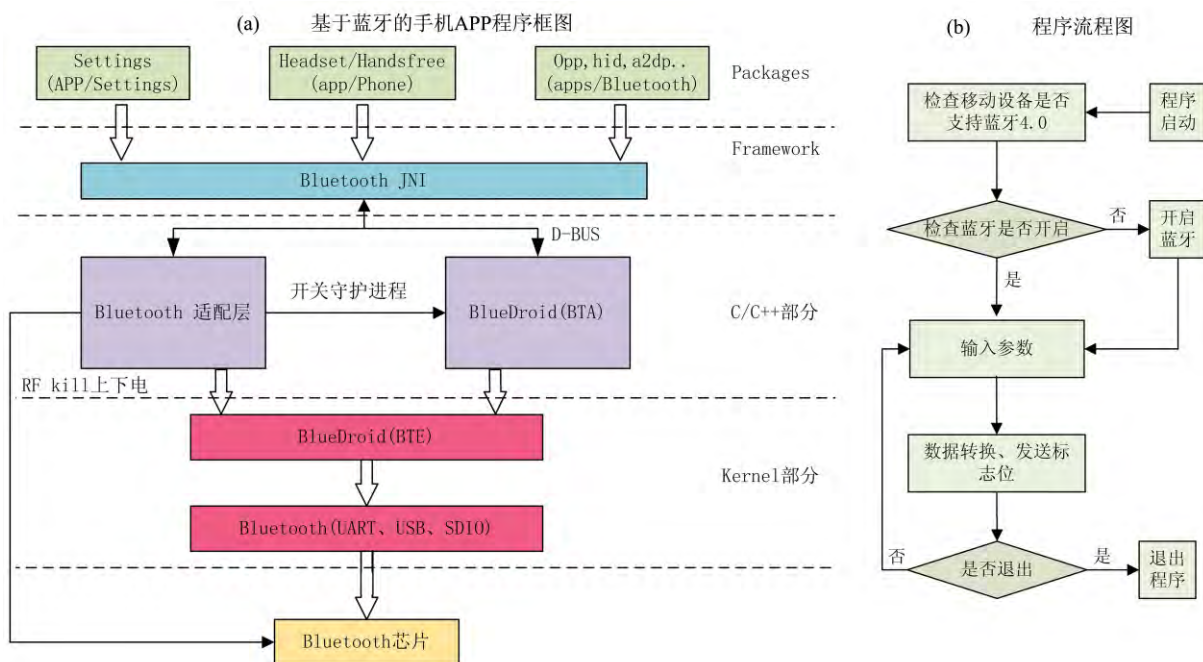 (a) 基于蓝牙的手机APP程序框图
Settings
(APP/Settings)
Headset/Handsfree
(app/Phone)
Opp,hid,a2dp..
(apps/Bluetooth)
Packages
Framework
Bluetooth JNI
D-BUS
Bluetooth 适配层
开关守护进程
BlueDroid(BTA)
C/C++部分
RF kill上下电
BlueDroid(BTE)
Kernel部分
Bluetooth(UART、USB、SDIO)
Bluetooth芯片
(b) 程序流程图
检查移动设备是否
支持蓝牙4.0
程序
启动
检查蓝牙是否开启
否
开启
蓝牙
是
输入参数
数据转换、发送标
志位
否
是否退出
是
退出
程序